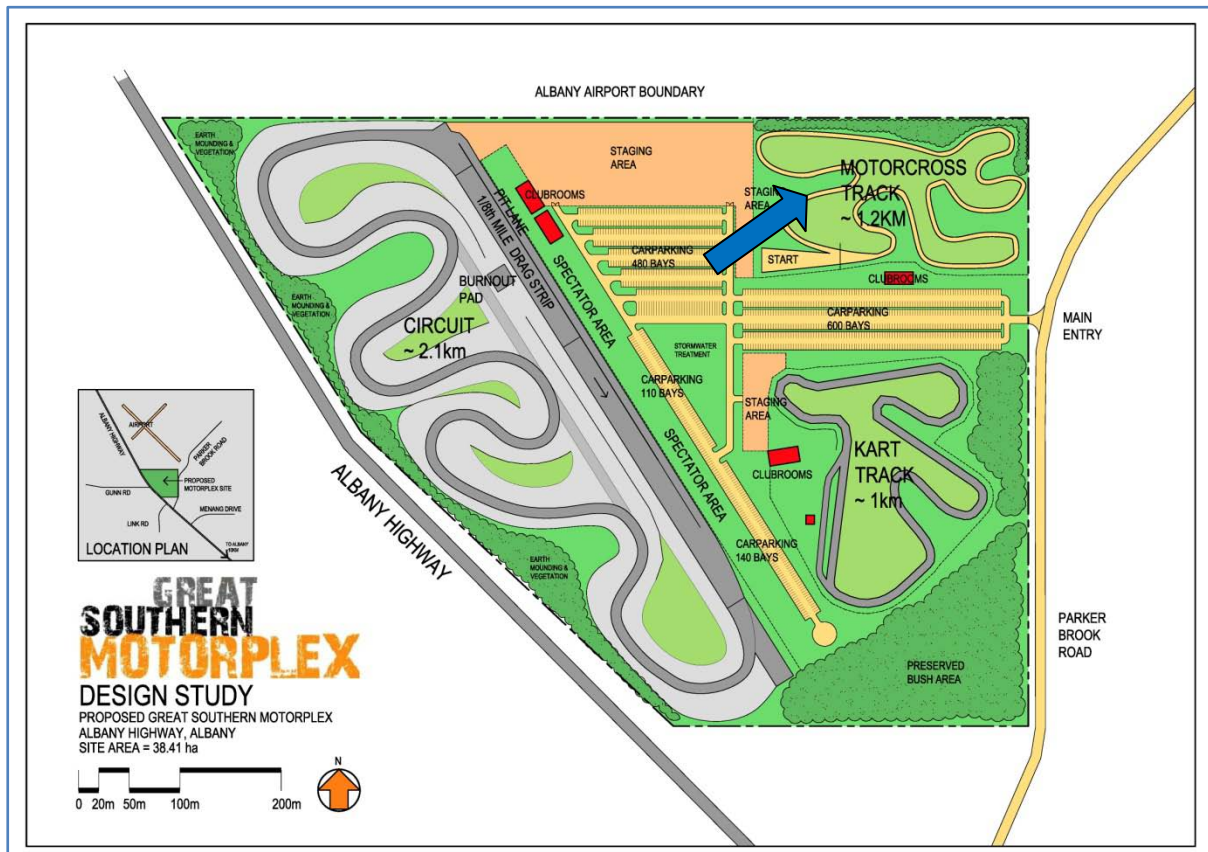 ALBANY AIRPORT BOUNDARY
EARTH
MOUNDING &
VEGETATION
STAGING
AREA
MOTORCROSS
TRACK
~ 1.2KM
CLUBROOMS
STAGING
AREA
PIT LANE
1/8th MILE DRAG STRIP
CARPARKING
480 BAYS
START
SPECTATOR AREA
BURNOUT
PAD
CLUBROOMS
EARTH
MOUNDING &
VEGETATION
CIRCUIT
~ 2.1km
CARPARKING
600 BAYS
MAIN
ENTRY
STORMWATER
TREATMENT
CARPARKING
110 BAYS
STAGING
AREA
SPECTATOR AREA
KART
TRACK
~ 1km
CLUBROOMS
ALBANY HIGHWAY
CARPARKING
140 BAYS
EARTH
MOUNDING &
VEGETATION
PRESERVED
BUSH AREA
PARKER
BROOK
ROAD
AIRPORT
ALBANY HIGHWAY
PARKER
BROOK ROAD
PROPOSED
MOTORPLEX SITE
GUNN RD
LINK RD
MENANG DRIVE
TO ALBANY
LOCATION PLAN
GREAT
SOUTHERN
MOTORPLEX
DESIGN STUDY
PROPOSED GREAT SOUTHERN MOTORPLEX
ALBANY HIGHWAY, ALBANY
SITE AREA = 38.41 ha
0 20m 50m 100m 200m
N